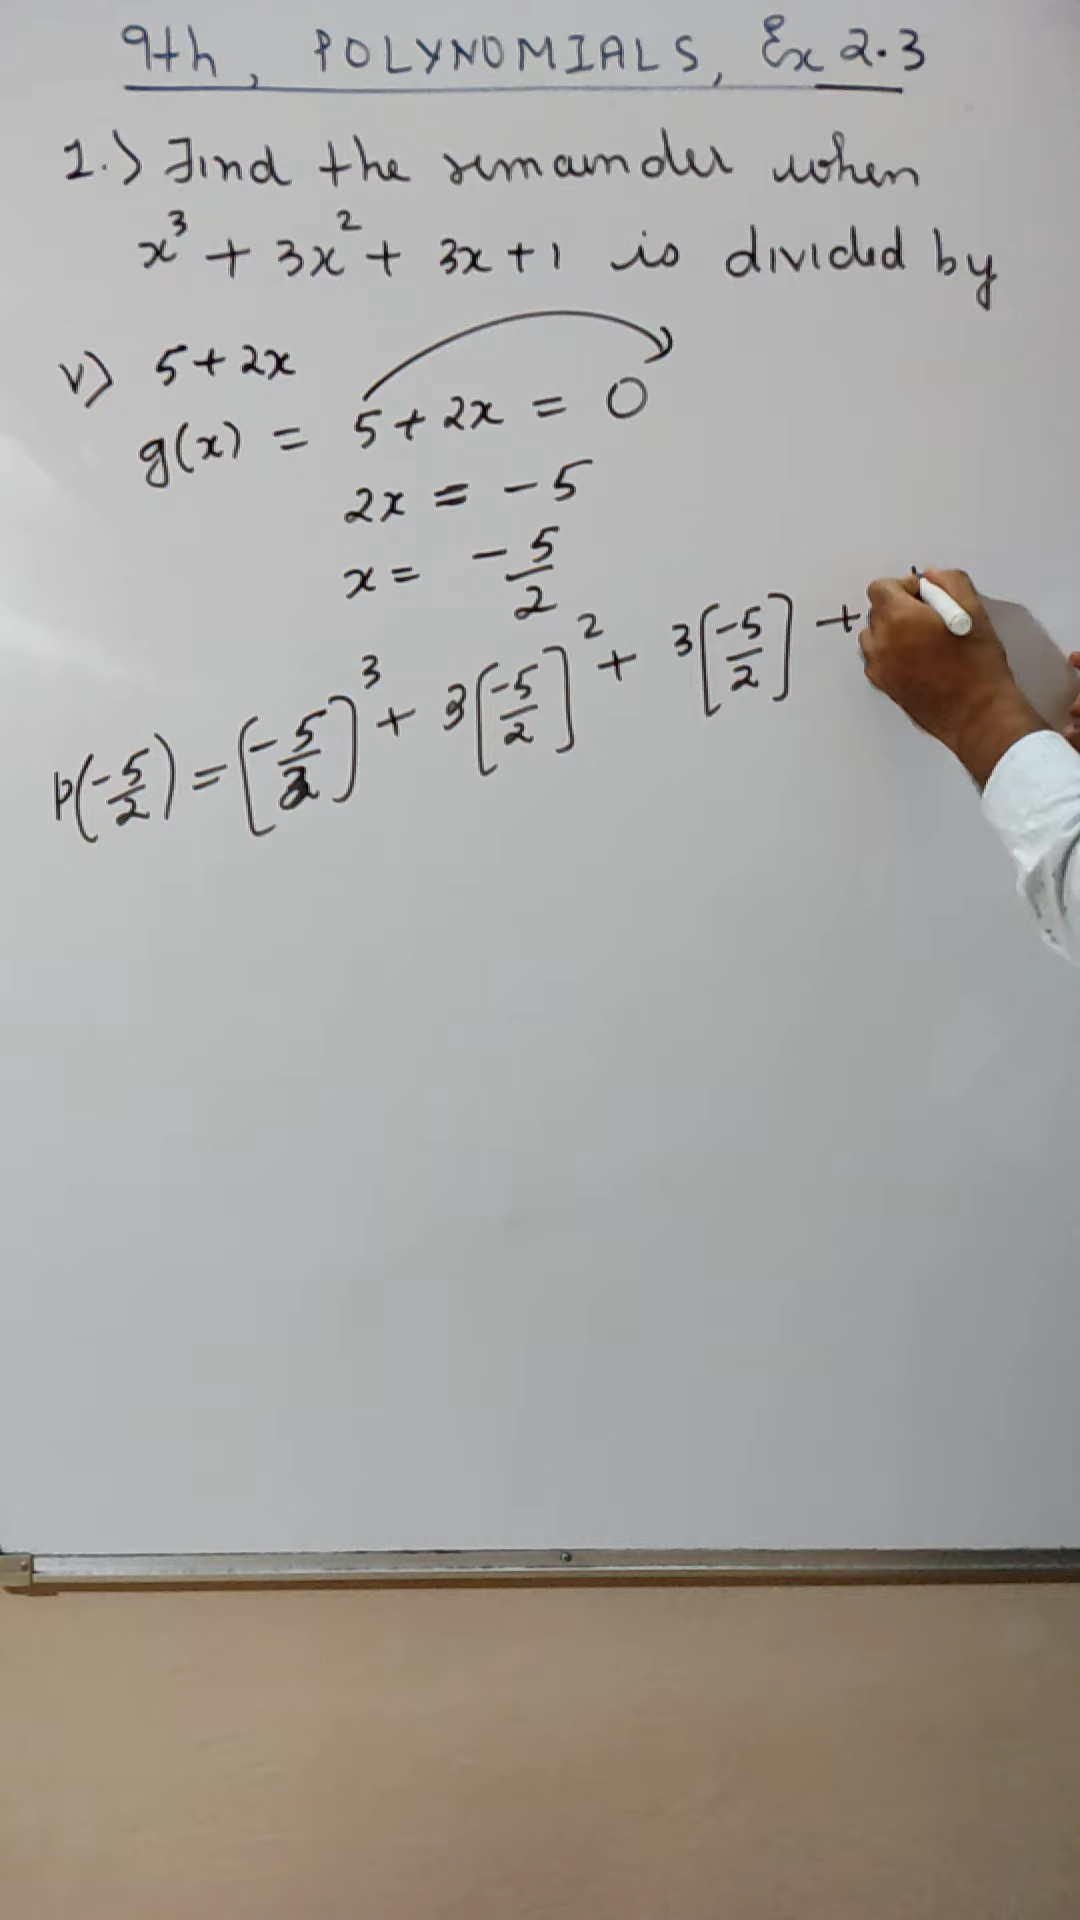 9th, POLYNOMIALS, Ex 2.3
1.) Find the remainder when
x³ + 3x² + 3x + 1 is divided by
v) 5 + 2x
g(x) = 5 + 2x = 0
2x = -5
x = -5/2
p(-5/2) = [-5/2]³ + 3[-5/2]² + 3[-5/2] +